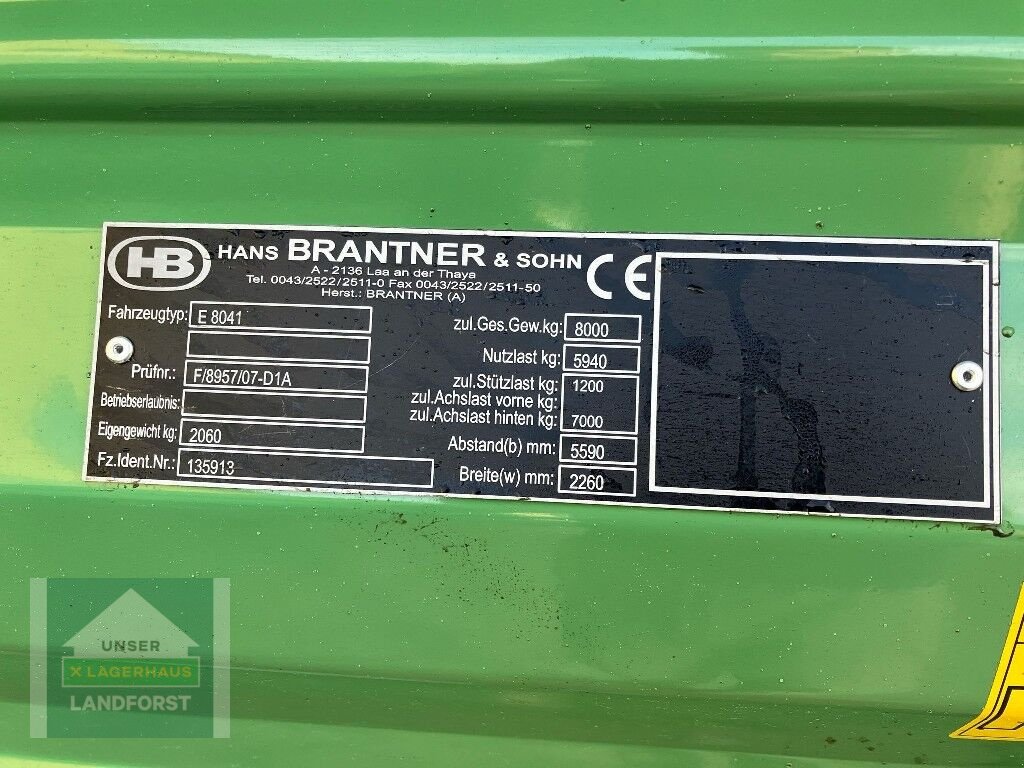 HB HANS BRANTNER & SOHN
A - 2136 Laa an der Thaya
Tel. 0043/2522/2511-0 Fax 0043/2522/2511-50
Herst.: BRANTNER (A)
CE
Fahrzeugtyp: E 8041
Prüfnr.: F/8957/07-D1A
Betriebserlaubnis:
Eigengewicht kg: 2060
Fz.Ident.Nr.: 135913
zul.Ges.Gew.kg: 8000
Nutzlast kg: 5940
zul.Stützlast kg: 1200
zul.Achslast vorne kg:
zul.Achslast hinten kg: 7000
Abstand(b) mm: 5590
Breite(w) mm: 2260
UNSER
X LAGERHAUS
LANDFORST